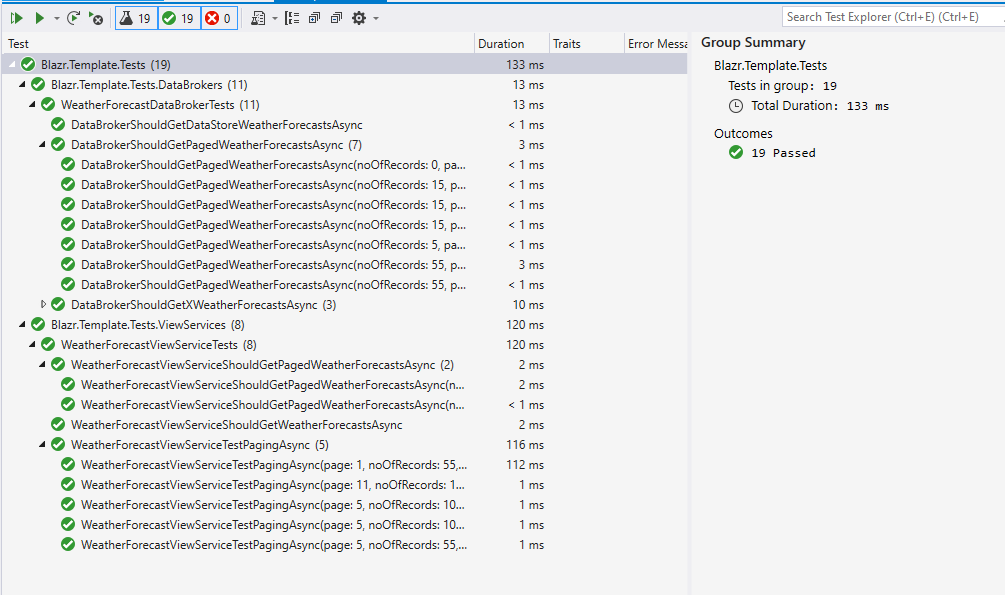 19 19 0
Search Test Explorer (Ctrl+E) (Ctrl+E)
Test Duration Traits Error Messa
Blazr.Template.Tests (19) 133 ms
Blazr.Template.Tests.DataBrokers (11) 13 ms
WeatherForecastDataBrokerTests (11) 13 ms
DataBrokerShouldGetDataStoreWeatherForecastsAsync < 1 ms
DataBrokerShouldGetPagedWeatherForecastsAsync (7) 3 ms
DataBrokerShouldGetPagedWeatherForecastsAsync(noOfRecords: 0, pa... < 1 ms
DataBrokerShouldGetPagedWeatherForecastsAsync(noOfRecords: 15, p... < 1 ms
DataBrokerShouldGetPagedWeatherForecastsAsync(noOfRecords: 15, p... < 1 ms
DataBrokerShouldGetPagedWeatherForecastsAsync(noOfRecords: 15, p... < 1 ms
DataBrokerShouldGetPagedWeatherForecastsAsync(noOfRecords: 5, pa... < 1 ms
DataBrokerShouldGetPagedWeatherForecastsAsync(noOfRecords: 55, p... 3 ms
DataBrokerShouldGetPagedWeatherForecastsAsync(noOfRecords: 55, p... < 1 ms
DataBrokerShouldGetXWeatherForecastsAsync (3) 10 ms
Blazr.Template.Tests.ViewServices (8) 120 ms
WeatherForecastViewServiceTests (8) 120 ms
WeatherForecastViewServiceShouldGetPagedWeatherForecastsAsync (2) 2 ms
WeatherForecastViewServiceShouldGetPagedWeatherForecastsAsync(n... 2 ms
WeatherForecastViewServiceShouldGetPagedWeatherForecastsAsync(n... < 1 ms
WeatherForecastViewServiceShouldGetWeatherForecastsAsync 2 ms
WeatherForecastViewServiceTestPagingAsync (5) 116 ms
WeatherForecastViewServiceTestPagingAsync(page: 1, noOfRecords: 55,... 112 ms
WeatherForecastViewServiceTestPagingAsync(page: 11, noOfRecords: 1... 1 ms
WeatherForecastViewServiceTestPagingAsync(page: 5, noOfRecords: 10... 1 ms
WeatherForecastViewServiceTestPagingAsync(page: 5, noOfRecords: 10... 1 ms
WeatherForecastViewServiceTestPagingAsync(page: 5, noOfRecords: 55,... 1 ms
Group Summary
Blazr.Template.Tests
Tests in group: 19
Total Duration: 133 ms
Outcomes
19 Passed